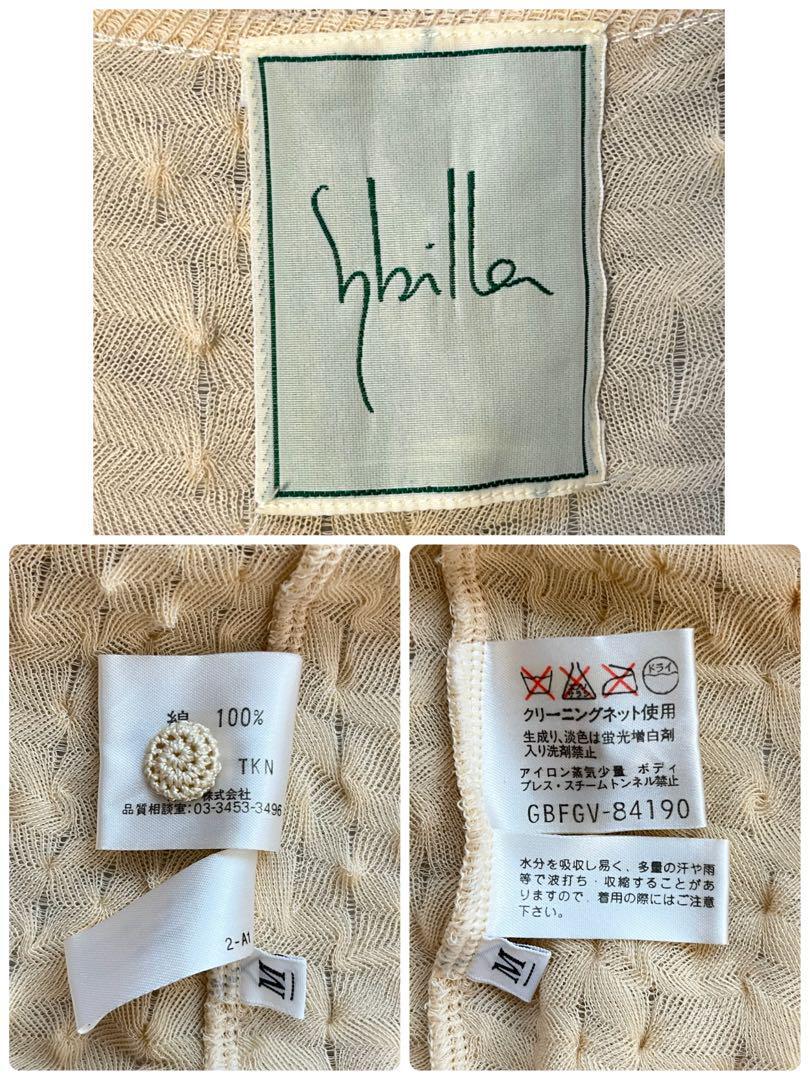 Sybilla
綿 100%
TKN
株式会社
品質相談室:03-3453-3496
2-A1
M
ドライ
クリーニングネット使用
生成り、淡色は蛍光増白剤
入り洗剤禁止
アイロン蒸気少量 ボディ
プレス・スチームトンネル禁止
GBFGV-84190
水分を吸収し易く、多量の汗や雨
等で波打ち・収縮することがあ
りますので、着用の際にはご注意
下さい。
M